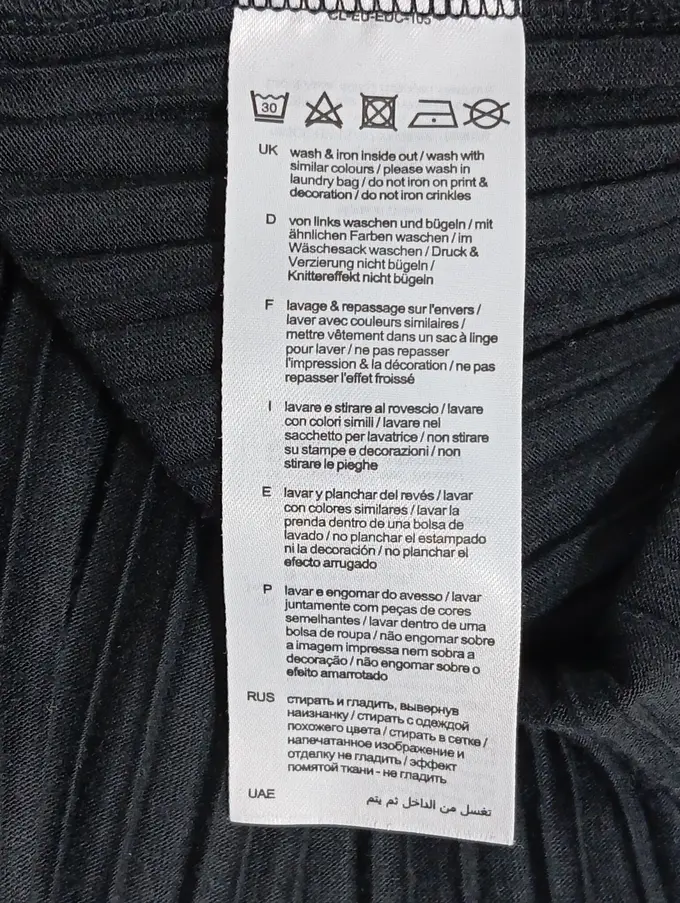 CL-ED-EDC-105
30
UK wash & iron inside out / wash with
similar colours / please wash in
laundry bag / do not iron on print &
decoration / do not iron crinkles
D von links waschen und bügeln / mit
ähnlichen Farben waschen / im
Wäschesack waschen / Druck &
Verzierung nicht bügeln /
Knittereffekt nicht bügeln
F lavage & repassage sur l'envers /
laver avec couleurs similaires /
mettre vêtement dans un sac à linge
pour laver / ne pas repasser
l'impression & la décoration / ne pas
repasser l'effet froissé
I lavare e stirare al rovescio / lavare
con colori simili / lavare nel
sacchetto per lavatrice / non stirare
su stampe e decorazioni / non
stirare le pieghe
E lavar y planchar del revés / lavar
con colores similares / lavar la
prenda dentro de una bolsa de
lavado / no planchar el estampado
ni la decoración / no planchar el
efecto arrugado
P lavar e engomar do avesso / lavar
juntamente com peças de cores
semelhantes / lavar dentro de uma
bolsa de roupa / não engomar sobre
a imagem impressa nem sobra a
decoração / não engomar sobre o
efeito amarrotado
RUS стирать и гладить, вывернув
наизнанку / стирать с одеждой
похожего цвета / стирать в сетке /
напечатанное изображение и
отделку не гладить / эффект
помятой ткани - не гладить
UAE تغسل من الداخل ثم يتم